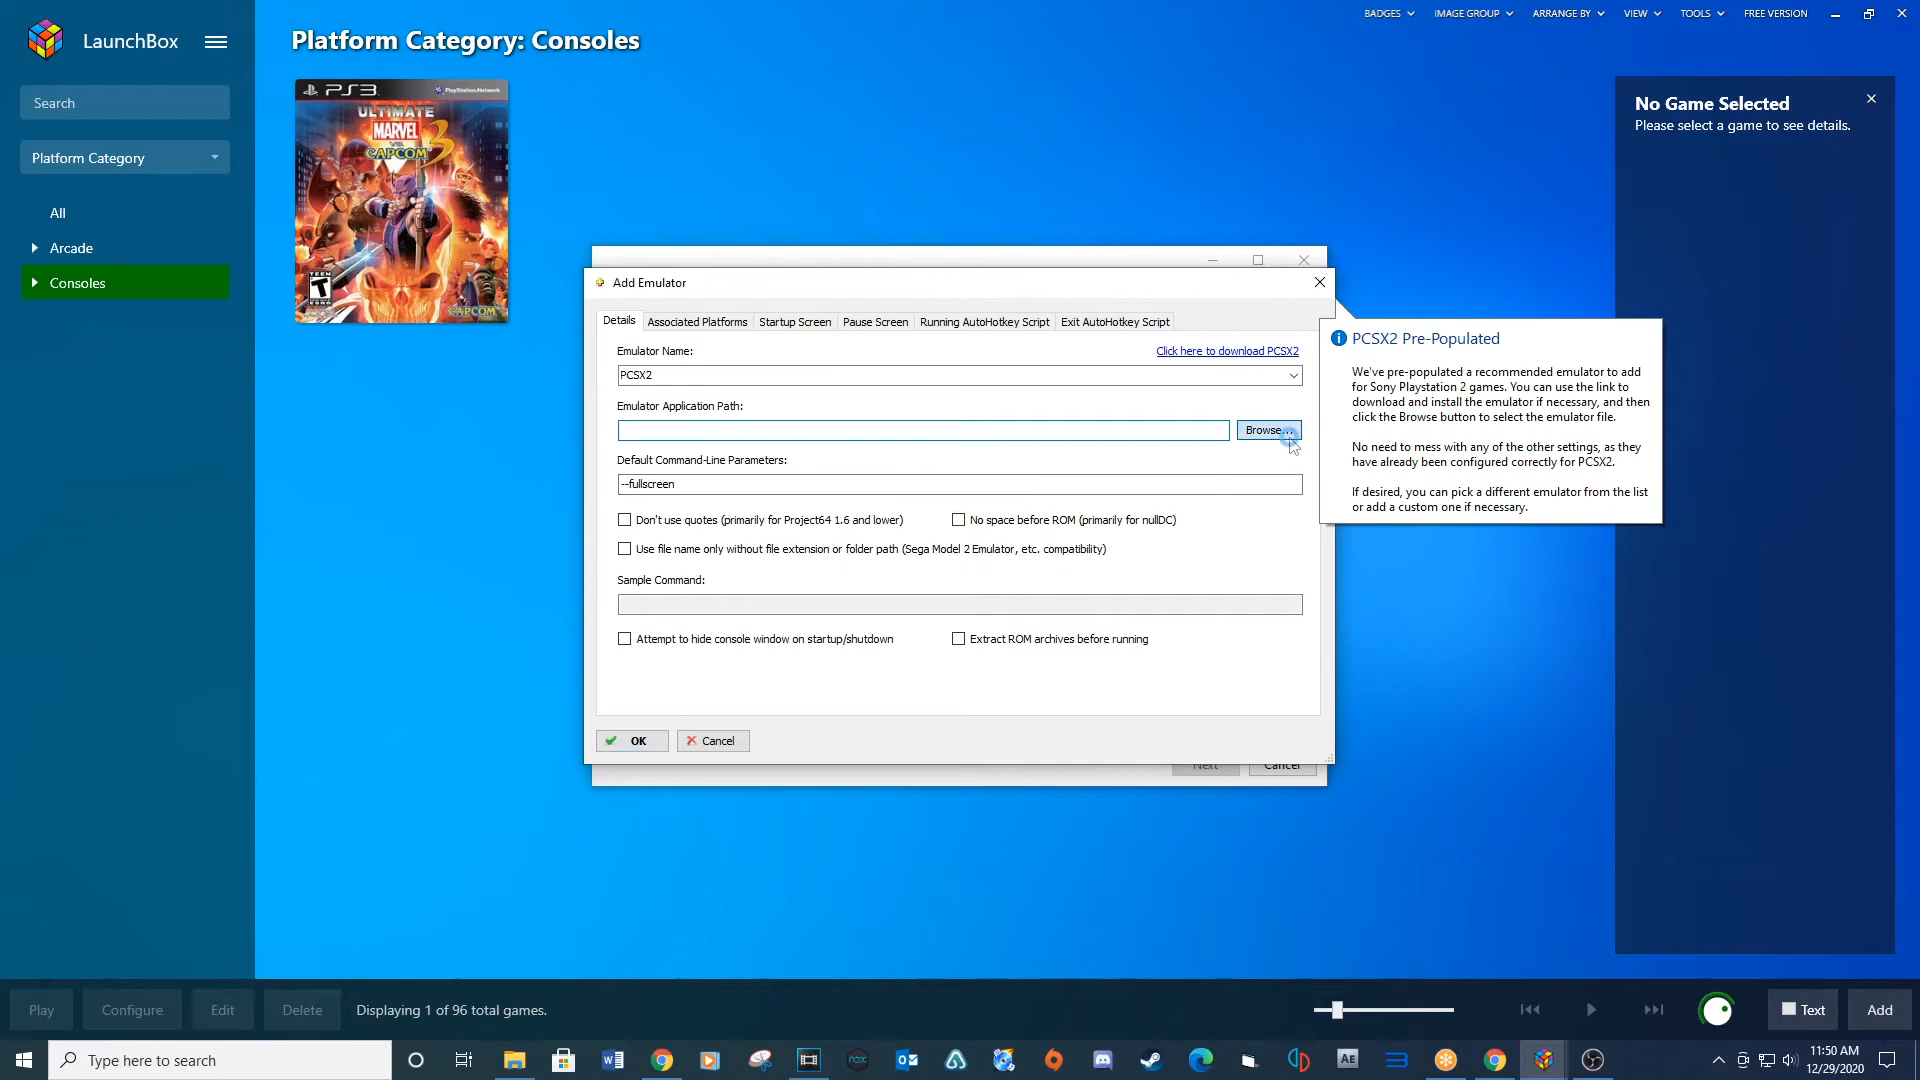 BADGES
IMAGE GROUP
ARRANGE BY
VIEW
TOOLS
FREE VERSION
LaunchBox
Platform Category: Consoles
Search
Platform Category
All
Arcade
Consoles
PS3
PlayStation.Network
ULTIMATE
MARVEL
VS.
CAPCOM 3
TEEN
T
ESRB
CAPCOM
No Game Selected
Please select a game to see details.
Add Emulator
Details
Associated Platforms
Startup Screen
Pause Screen
Running AutoHotkey Script
Exit AutoHotkey Script
Emulator Name:
Click here to download PCSX2
PCSX2
Emulator Application Path:
Browse...
Default Command-Line Parameters:
--fullscreen
Don't use quotes (primarily for Project64 1.6 and lower)
No space before ROM (primarily for nullDC)
Use file name only without file extension or folder path (Sega Model 2 Emulator, etc. compatibility)
Sample Command:
Attempt to hide console window on startup/shutdown
Extract ROM archives before running
OK
Cancel
Next
Cancel
PCSX2 Pre-Populated
We've pre-populated a recommended emulator to add
for Sony Playstation 2 games. You can use the link to
download and install the emulator if necessary, and then
click the Browse button to select the emulator file.
No need to mess with any of the other settings, as they
have already been configured correctly for PCSX2.
If desired, you can pick a different emulator from the list
or add a custom one if necessary.
Play
Configure
Edit
Delete
Displaying 1 of 96 total games.
Text
Add
Type here to search
nox
AE
11:50 AM
12/29/2020